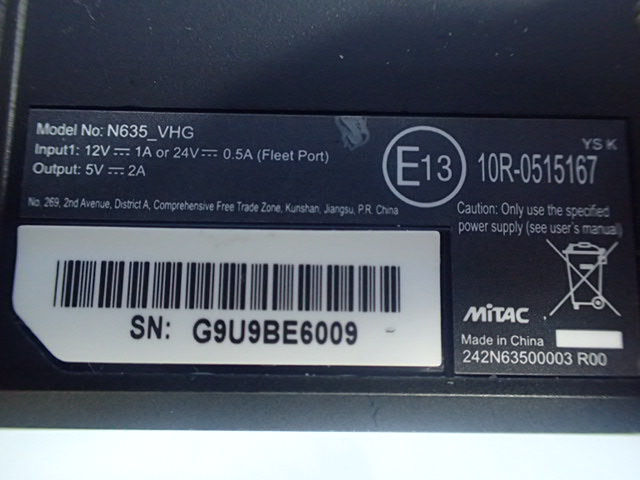 Model No: N635_VHG
Input1: 12V⎓ 1A or 24V⎓ 0.5A (Fleet Port)
Output: 5V⎓ 2A
No. 269, 2nd Avenue, District A, Comprehensive Free Trade Zone, Kunshan, Jiangsu, P.R. China
SN: G9U9BE6009
YS K
E13 10R-0515167
Caution: Only use the specified
power supply (see user's manual)
MiTAC
Made in China
242N63500003 R00